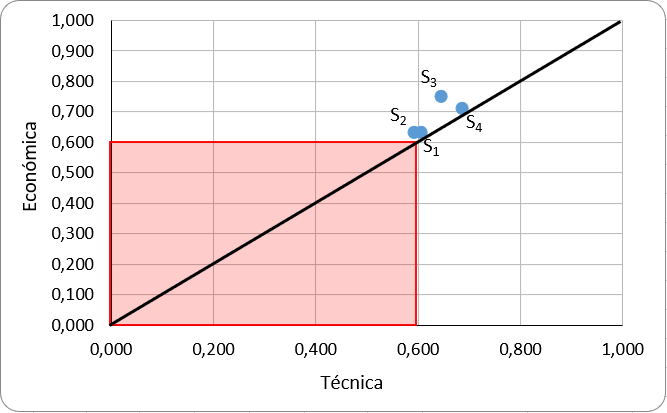 1,000
0,900
0,800
0,700
0,600
0,500
0,400
0,300
0,200
0,100
0,000
Económica
S3
S2
S4
S1
0,000 0,200 0,400 0,600 0,800 1,000
Técnica